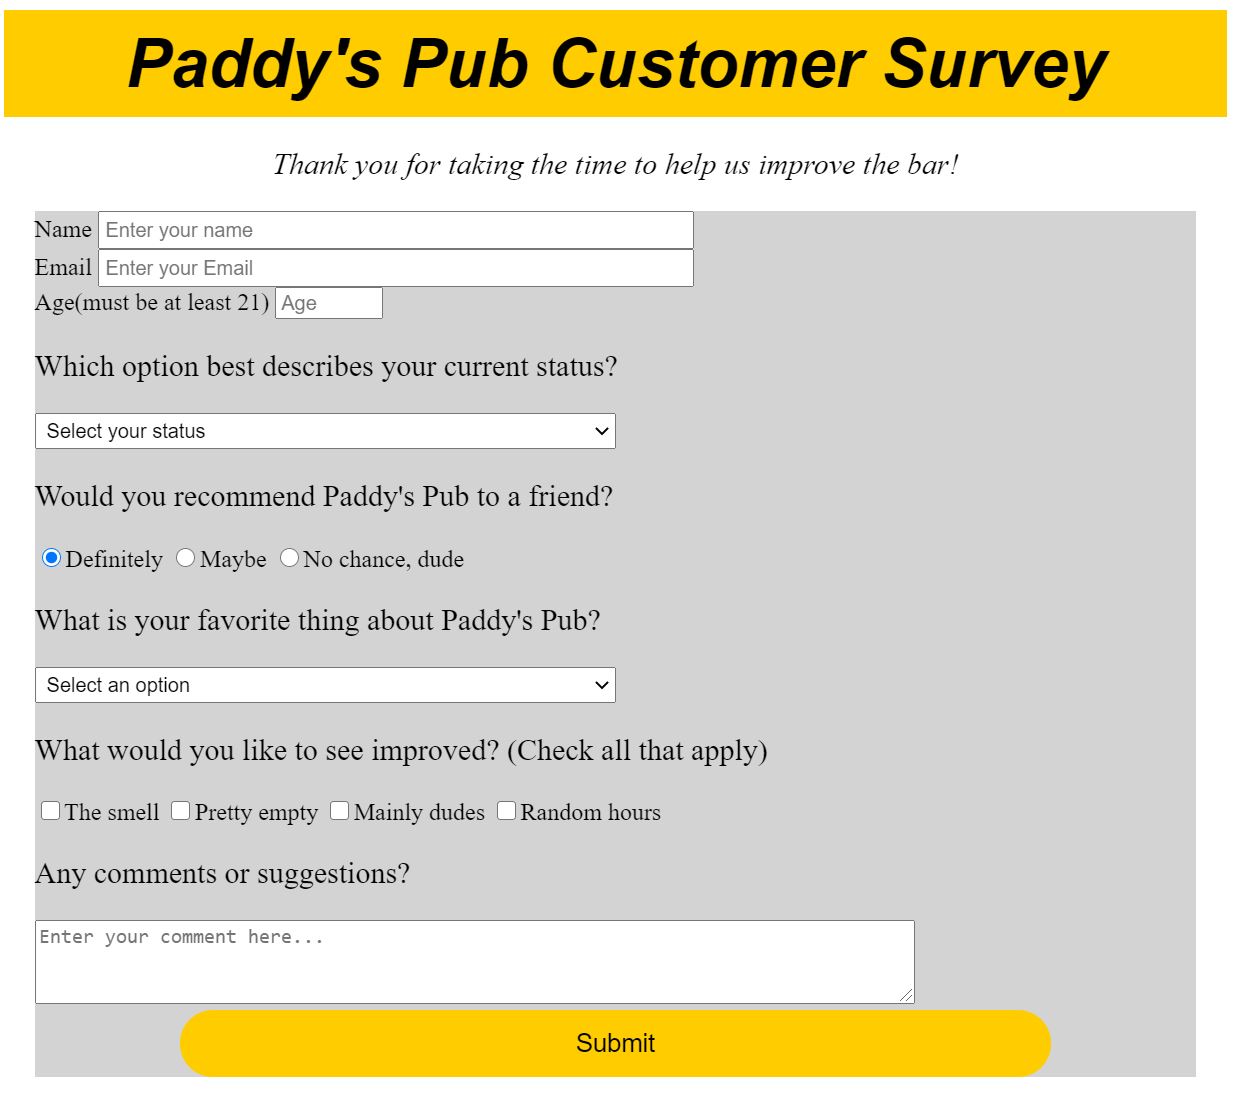 Paddy's Pub Customer Survey
Thank you for taking the time to help us improve the bar!
Name Enter your name
Email Enter your Email
Age(must be at least 21) Age
Which option best describes your current status?
Select your status
Would you recommend Paddy's Pub to a friend?
Definitely Maybe No chance, dude
What is your favorite thing about Paddy's Pub?
Select an option
What would you like to see improved? (Check all that apply)
The smell Pretty empty Mainly dudes Random hours
Any comments or suggestions?
Enter your comment here...
Submit